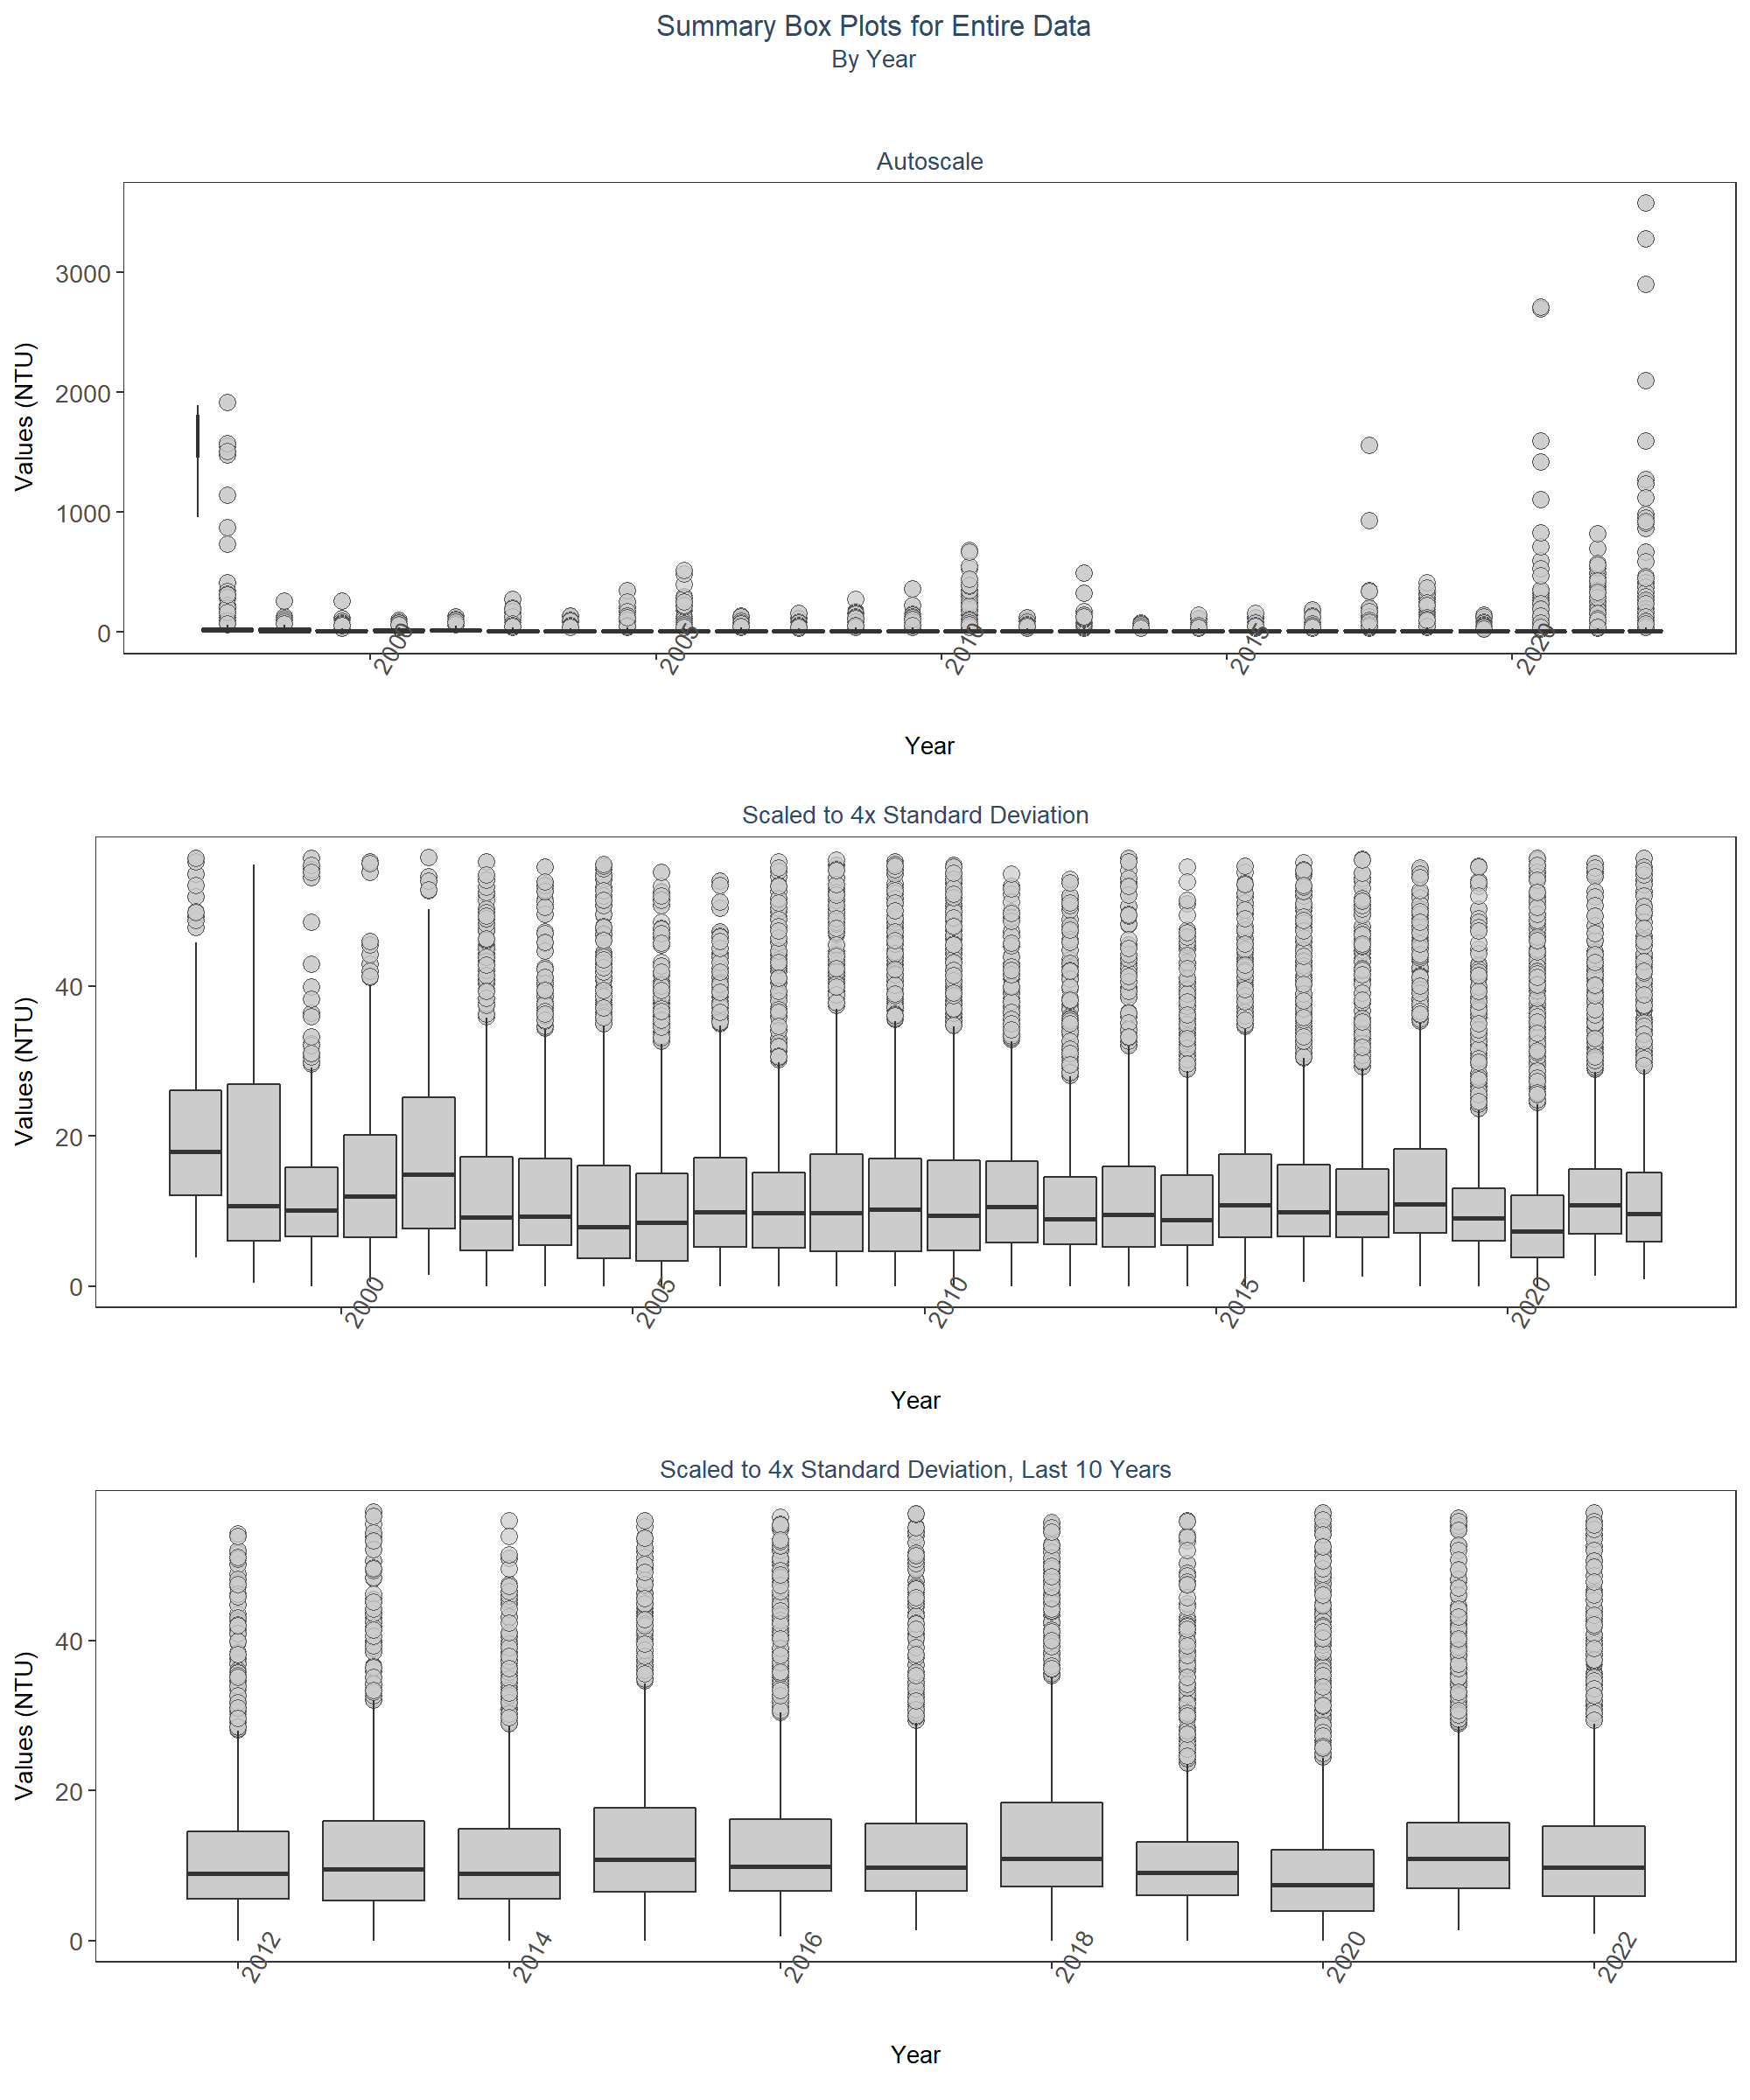 Summary Box Plots for Entire Data
By Year
Autoscale
Values (NTU)
3000
2000
1000
0
2000
2005
2010
2015
2020
Year
Scaled to 4x Standard Deviation
Values (NTU)
40
20
0
2000
2005
2010
2015
2020
Year
Scaled to 4x Standard Deviation, Last 10 Years
Values (NTU)
40
20
0
2012
2014
2016
2018
2020
2022
Year